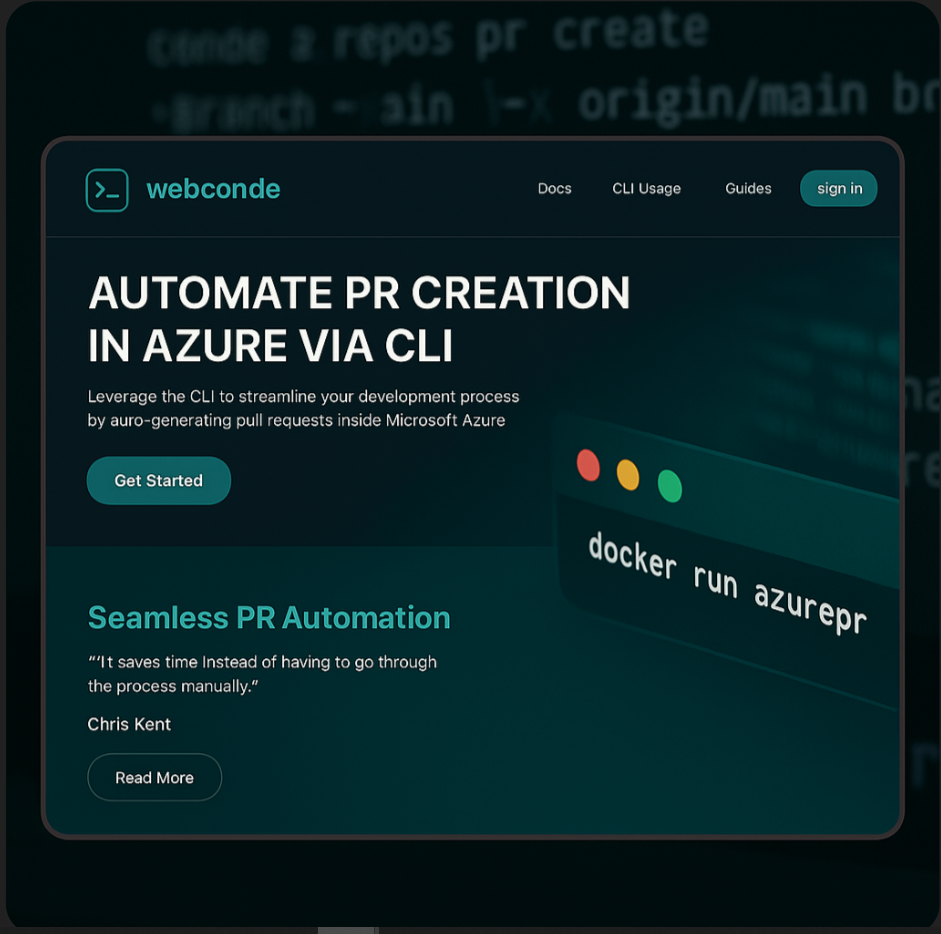 conde a repos pr create
origin/main
>_ webconde
Docs CLI Usage Guides sign in
AUTOMATE PR CREATION
IN AZURE VIA CLI
Leverage the CLI to streamline your development process
by auro-generating pull requests inside Microsoft Azure
Get Started
docker run azurepr
Seamless PR Automation
“‘It saves time Instead of having to go through
the process manually.”
Chris Kent
Read More